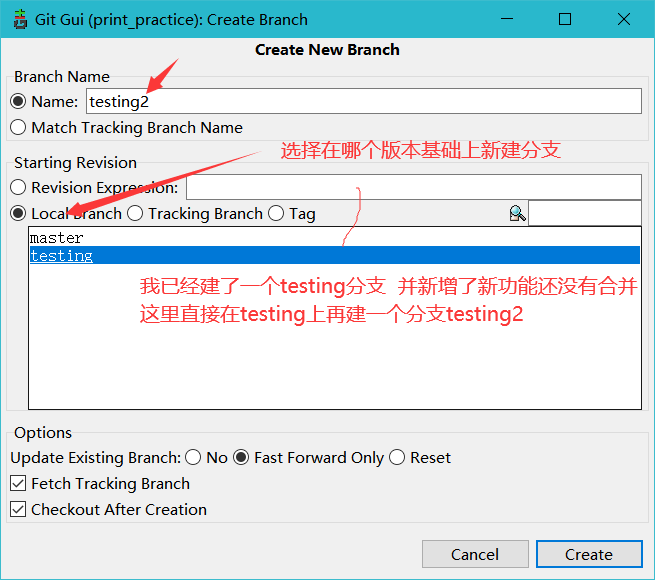 Git Gui (print_practice): Create Branch
Create New Branch
Branch Name
Name: testing2
Match Tracking Branch Name
选择在哪个版本基础上新建分支
Starting Revision
Revision Expression:
Local Branch Tracking Branch Tag
master
testing
我已经建了一个testing分支 并新增了新功能还没有合并
这里直接在testing上再建一个分支testing2
Options
Update Existing Branch: No Fast Forward Only Reset
Fetch Tracking Branch
Checkout After Creation
Cancel Create